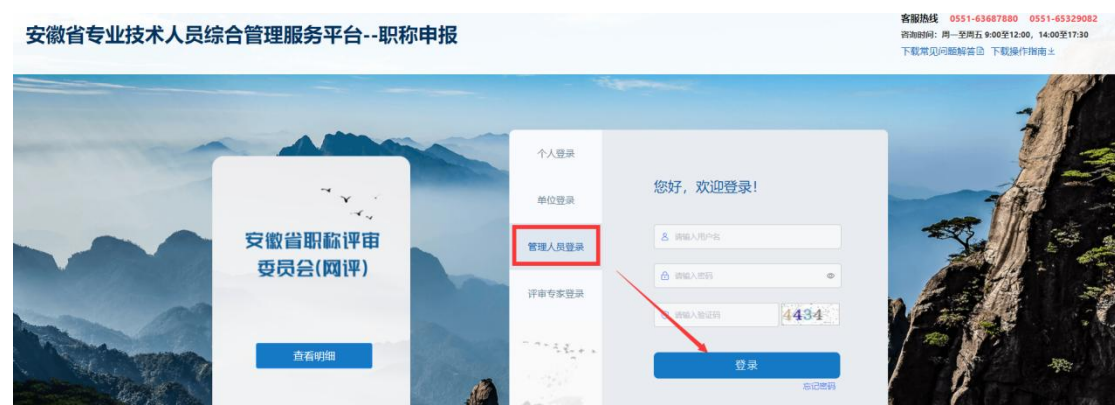 安徽省专业技术人员综合管理服务平台--职称申报
客服热线 0551-63687880 0551-65329082
咨询时间：周一至周五 9:00至12:00，14:00至17:30
下载常见问题解答 下载操作指南
安徽省职称评审
委员会(网评)
查看明细
个人登录
单位登录
管理人员登录
评审专家登录
您好，欢迎登录！
请输入用户名
请输入密码
请输入验证码
4434
登录
忘记密码